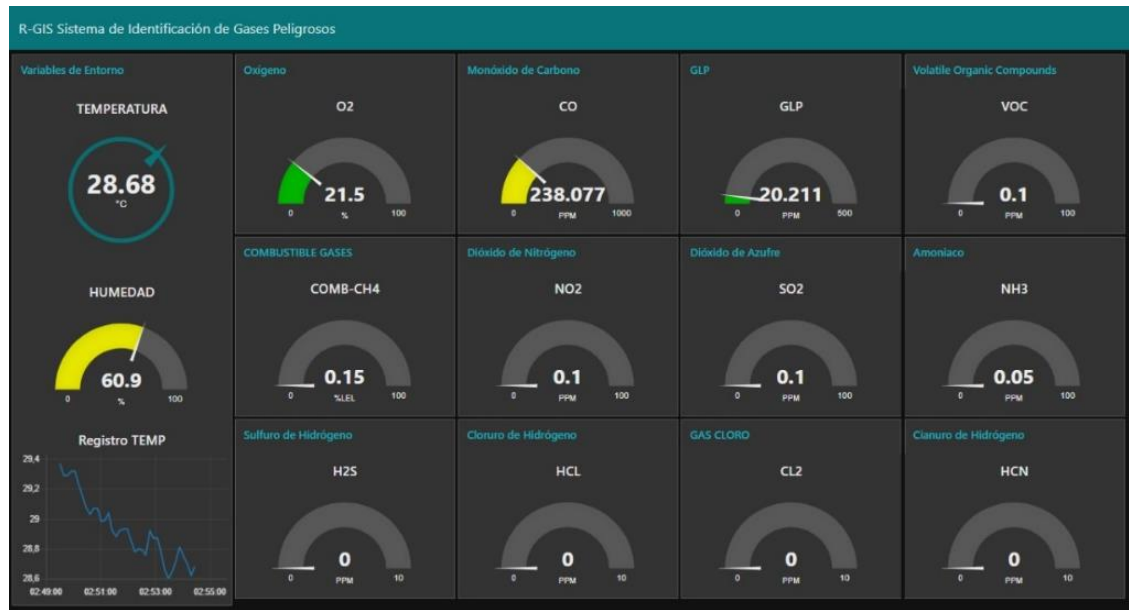 R-GIS Sistema de Identificación de Gases Peligrosos
Variables de Entorno
TEMPERATURA
28.68
°C
HUMEDAD
60.9
0 % 100
Registro TEMP
29,4
29,2
29
28,8
28,6
02:49:00 02:51:00 02:53:00 02:55:00
Oxígeno
O2
21.5
0 % 100
Monóxido de Carbono
CO
238.077
0 PPM 1000
GLP
GLP
20.211
0 PPM 500
Volatile Organic Compounds
VOC
0.1
0 PPM 100
COMBUSTIBLE GASES
COMB-CH4
0.15
0 %LEL 100
Dióxido de Nitrógeno
NO2
0.1
0 PPM 100
Dióxido de Azufre
SO2
0.1
0 PPM 100
Amoniaco
NH3
0.05
0 PPM 100
Sulfuro de Hidrógeno
H2S
0
0 PPM 10
Cloruro de Hidrógeno
HCL
0
0 PPM 10
GAS CLORO
CL2
0
0 PPM 10
Cianuro de Hidrógeno
HCN
0
0 PPM 10